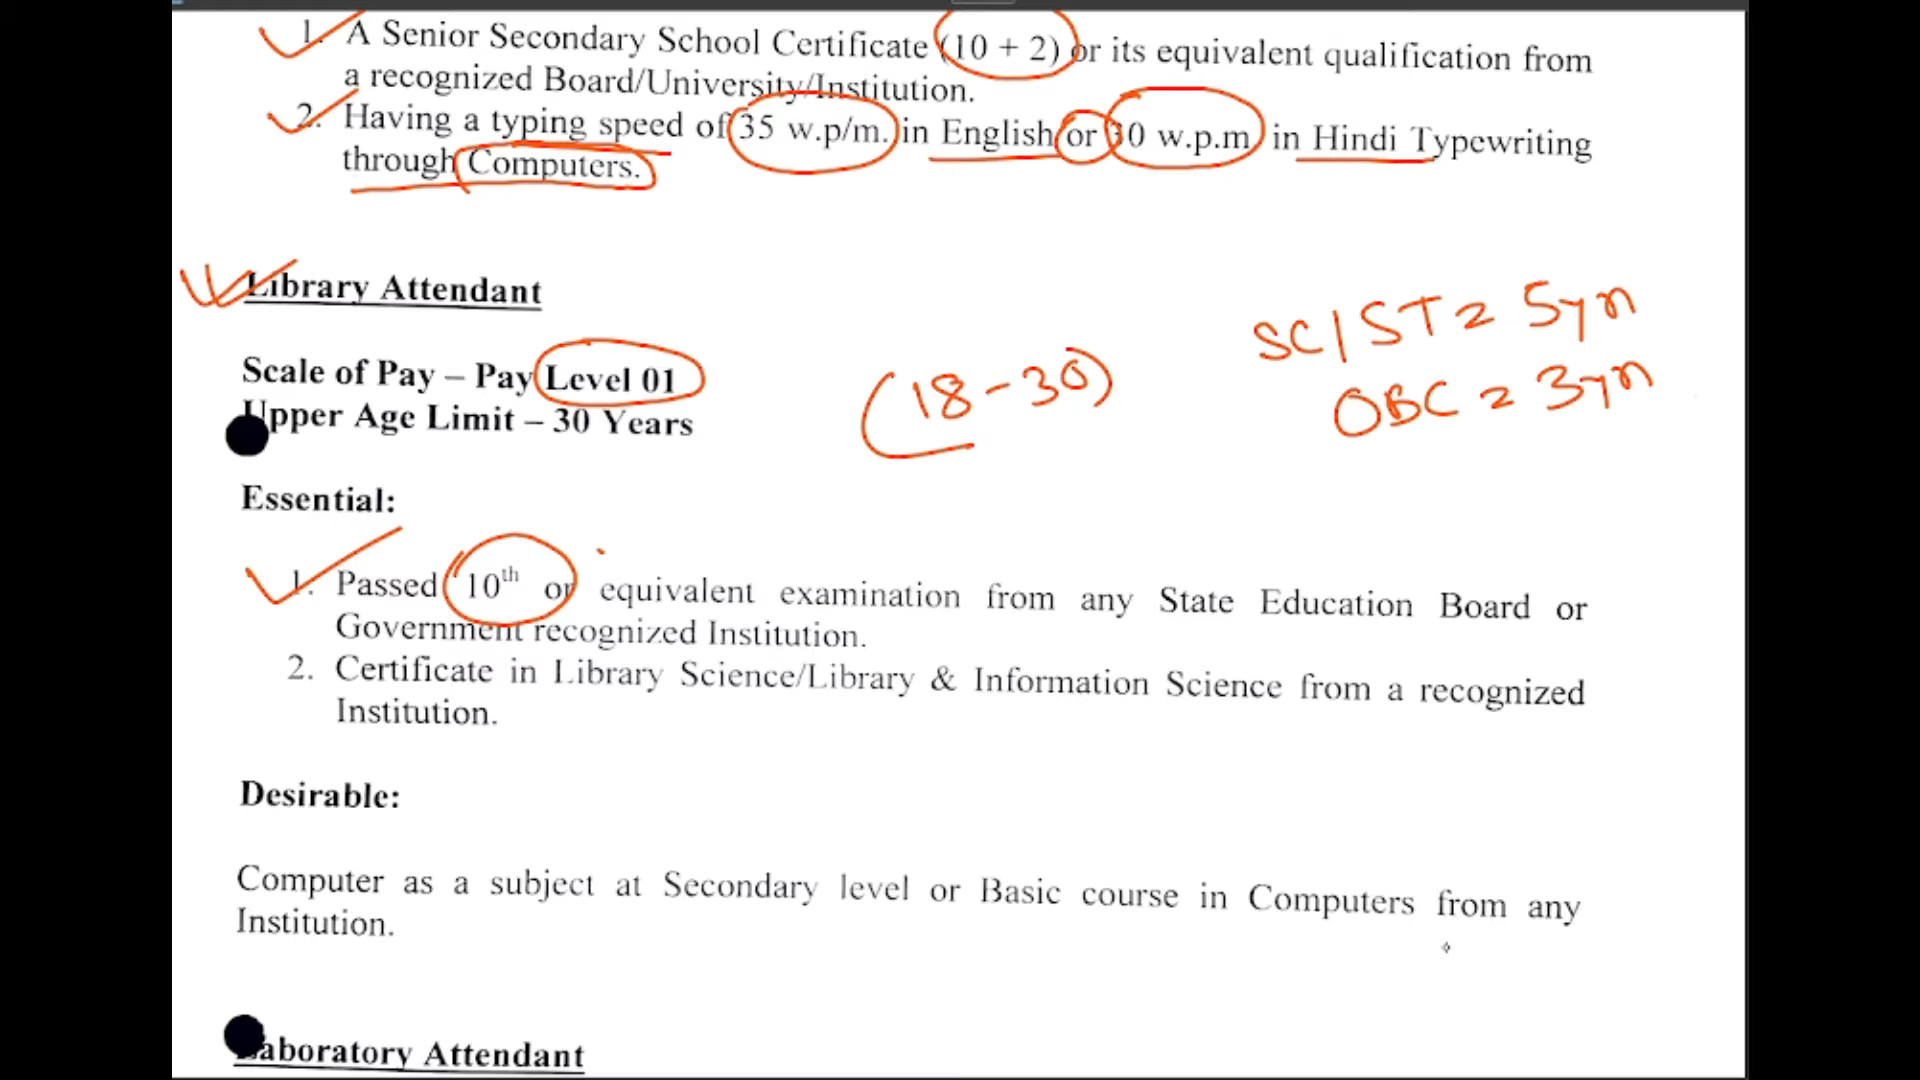 1. A Senior Secondary School Certificate (10 + 2) or its equivalent qualification from
a recognized Board/University/Institution.
2. Having a typing speed of 35 w.p/m. in English or 30 w.p.m in Hindi Typewriting
through Computers.
Library Attendant
SC/ST = 5yr
Scale of Pay – Pay Level 01
(18-30)
OBC = 3yr
Upper Age Limit – 30 Years
Essential:
1. Passed 10th or equivalent examination from any State Education Board or
Government recognized Institution.
2. Certificate in Library Science/Library & Information Science from a recognized
Institution.
Desirable:
Computer as a subject at Secondary level or Basic course in Computers from any
Institution.
Laboratory Attendant